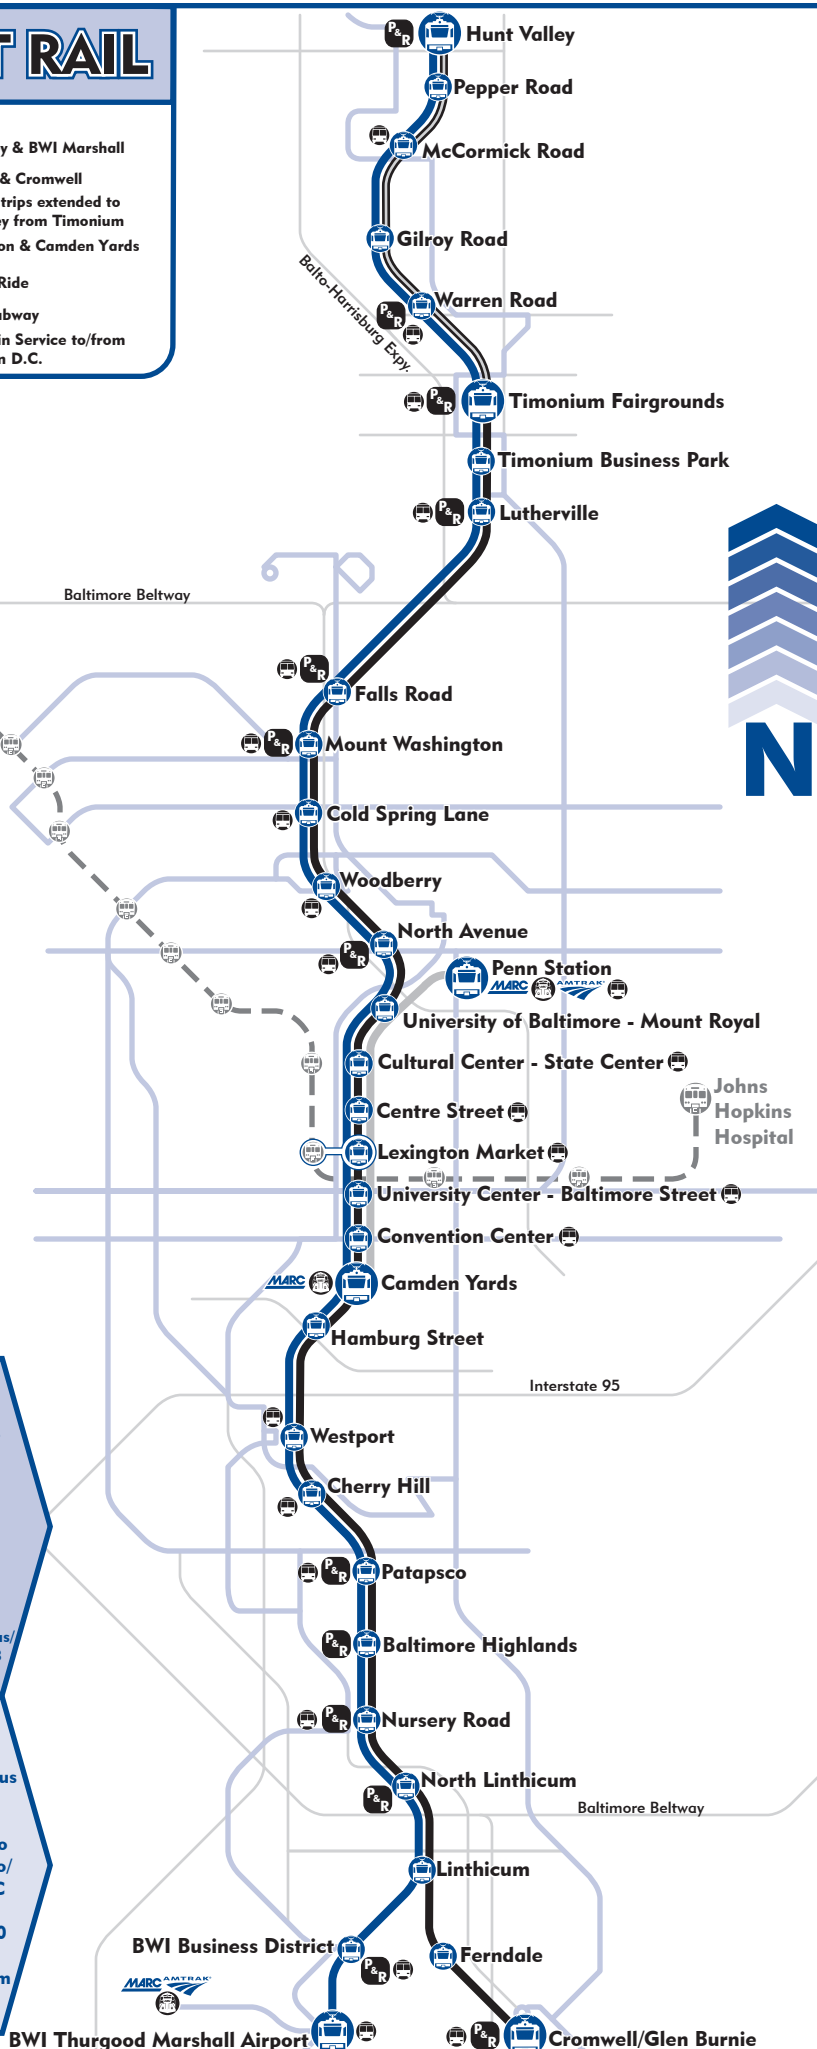 T RAIL
y & BWI Marshall
& Cromwell
trips extended to
ey from Timonium
on & Camden Yards
Ride
ubway
in Service to/from
n D.C.
P&R Hunt Valley
Pepper Road
McCormick Road
Gilroy Road
Balto-Harrisburg Expy.
Warren Road
P&R
P&R Timonium Fairgrounds
Timonium Business Park
P&R Lutherville
Baltimore Beltway
P&R
Falls Road
P&R Mount Washington
N
Cold Spring Lane
Woodberry
North Avenue
P&R
Penn Station
MARC AMTRAK
University of Baltimore - Mount Royal
Cultural Center - State Center
Johns
Hopkins
Hospital
Centre Street
Lexington Market
University Center - Baltimore Street
Convention Center
MARC Camden Yards
Hamburg Street
Interstate 95
Westport
Cherry Hill
P&R Patapsco
us/
P&R Baltimore Highlands
P&R Nursery Road
us
North Linthicum
P&R
Baltimore Beltway
o
o/
C
Linthicum
0
BWI Business District
Ferndale
P&R
m
MARC AMTRAK
BWI Thurgood Marshall Airport
P&R Cromwell/Glen Burnie